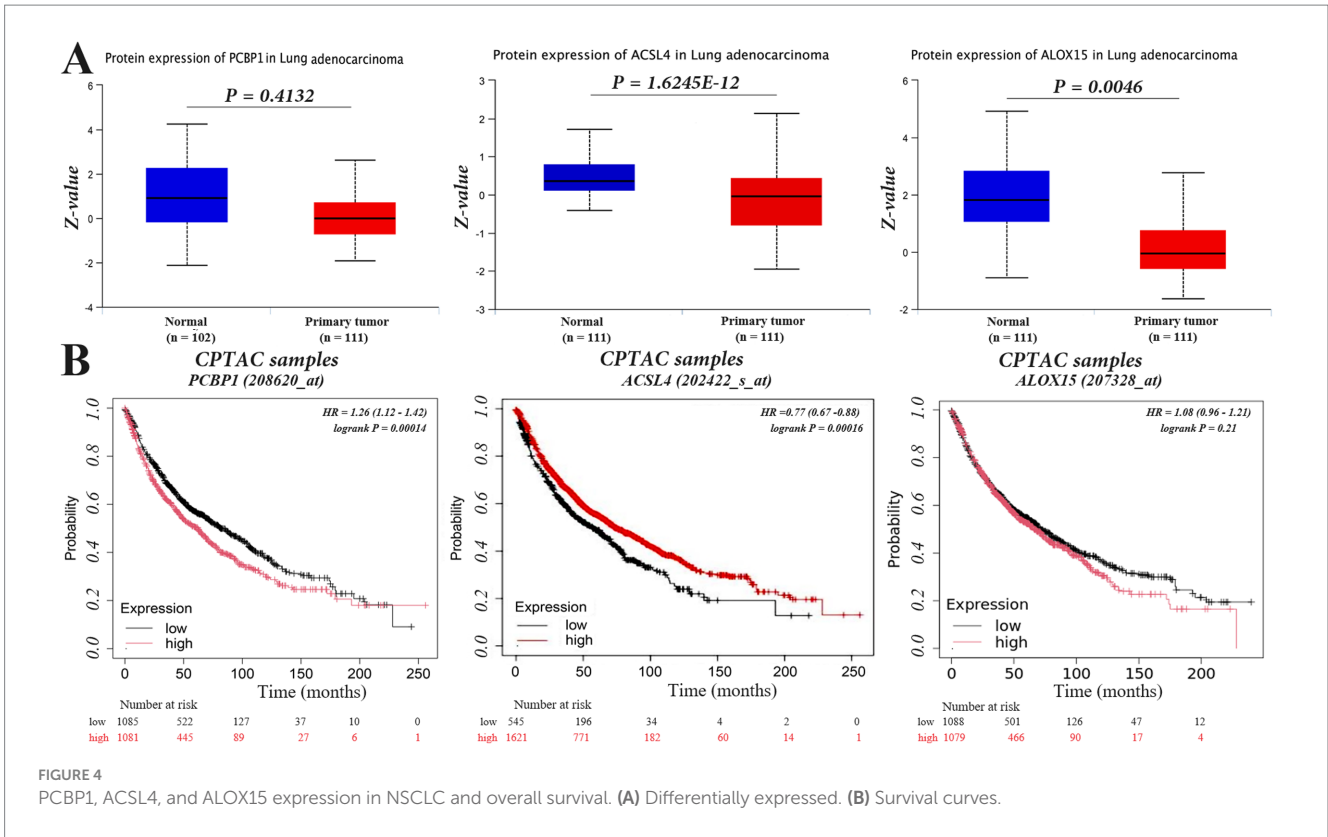 A
Protein expression of PCBP1 in Lung adenocarcinoma
P = 0.4132
Z-value
6
4
2
0
-2
-4
Normal
(n = 102)
Primary tumor
(n = 111)
CPTAC samples
Protein expression of ACSL4 in Lung adenocarcinoma
P = 1.6245E-12
Z-value
3
2
1
0
-1
-2
-3
Normal
(n = 111)
Primary tumor
(n = 111)
CPTAC samples
Protein expression of ALOX15 in Lung adenocarcinoma
P = 0.0046
Z-value
6
4
2
0
-2
Normal
(n = 111)
Primary tumor
(n = 111)
CPTAC samples
B
PCBP1 (208620_at)
HR = 1.26 (1.12 - 1.42)
logrank P = 0.00014
Probability
1.0
0.8
0.6
0.4
0.2
0.0
Expression
low
high
0 50 100 150 200 250
Time (months)
Number at risk
low 1085 522 127 37 10 0
high 1081 445 89 27 6 1
ACSL4 (202422_s_at)
HR =0.77 (0.67 -0.88)
logrank P = 0.00016
Probability
1.0
0.8
0.6
0.4
0.2
0.0
Expression
low
high
0 50 100 150 200 250
Time (months)
Number at risk
low 545 196 34 4 2 0
high 1621 771 182 60 14 1
ALOX15 (207328_at)
HR = 1.08 (0.96 - 1.21)
logrank P = 0.21
Probability
1.0
0.8
0.6
0.4
0.2
0.0
Expression
low
high
0 50 100 150 200
Time (months)
Number at risk
low 1088 501 126 47 12
high 1079 466 90 17 4
FIGURE 4
PCBP1, ACSL4, and ALOX15 expression in NSCLC and overall survival. (A) Differentially expressed. (B) Survival curves.